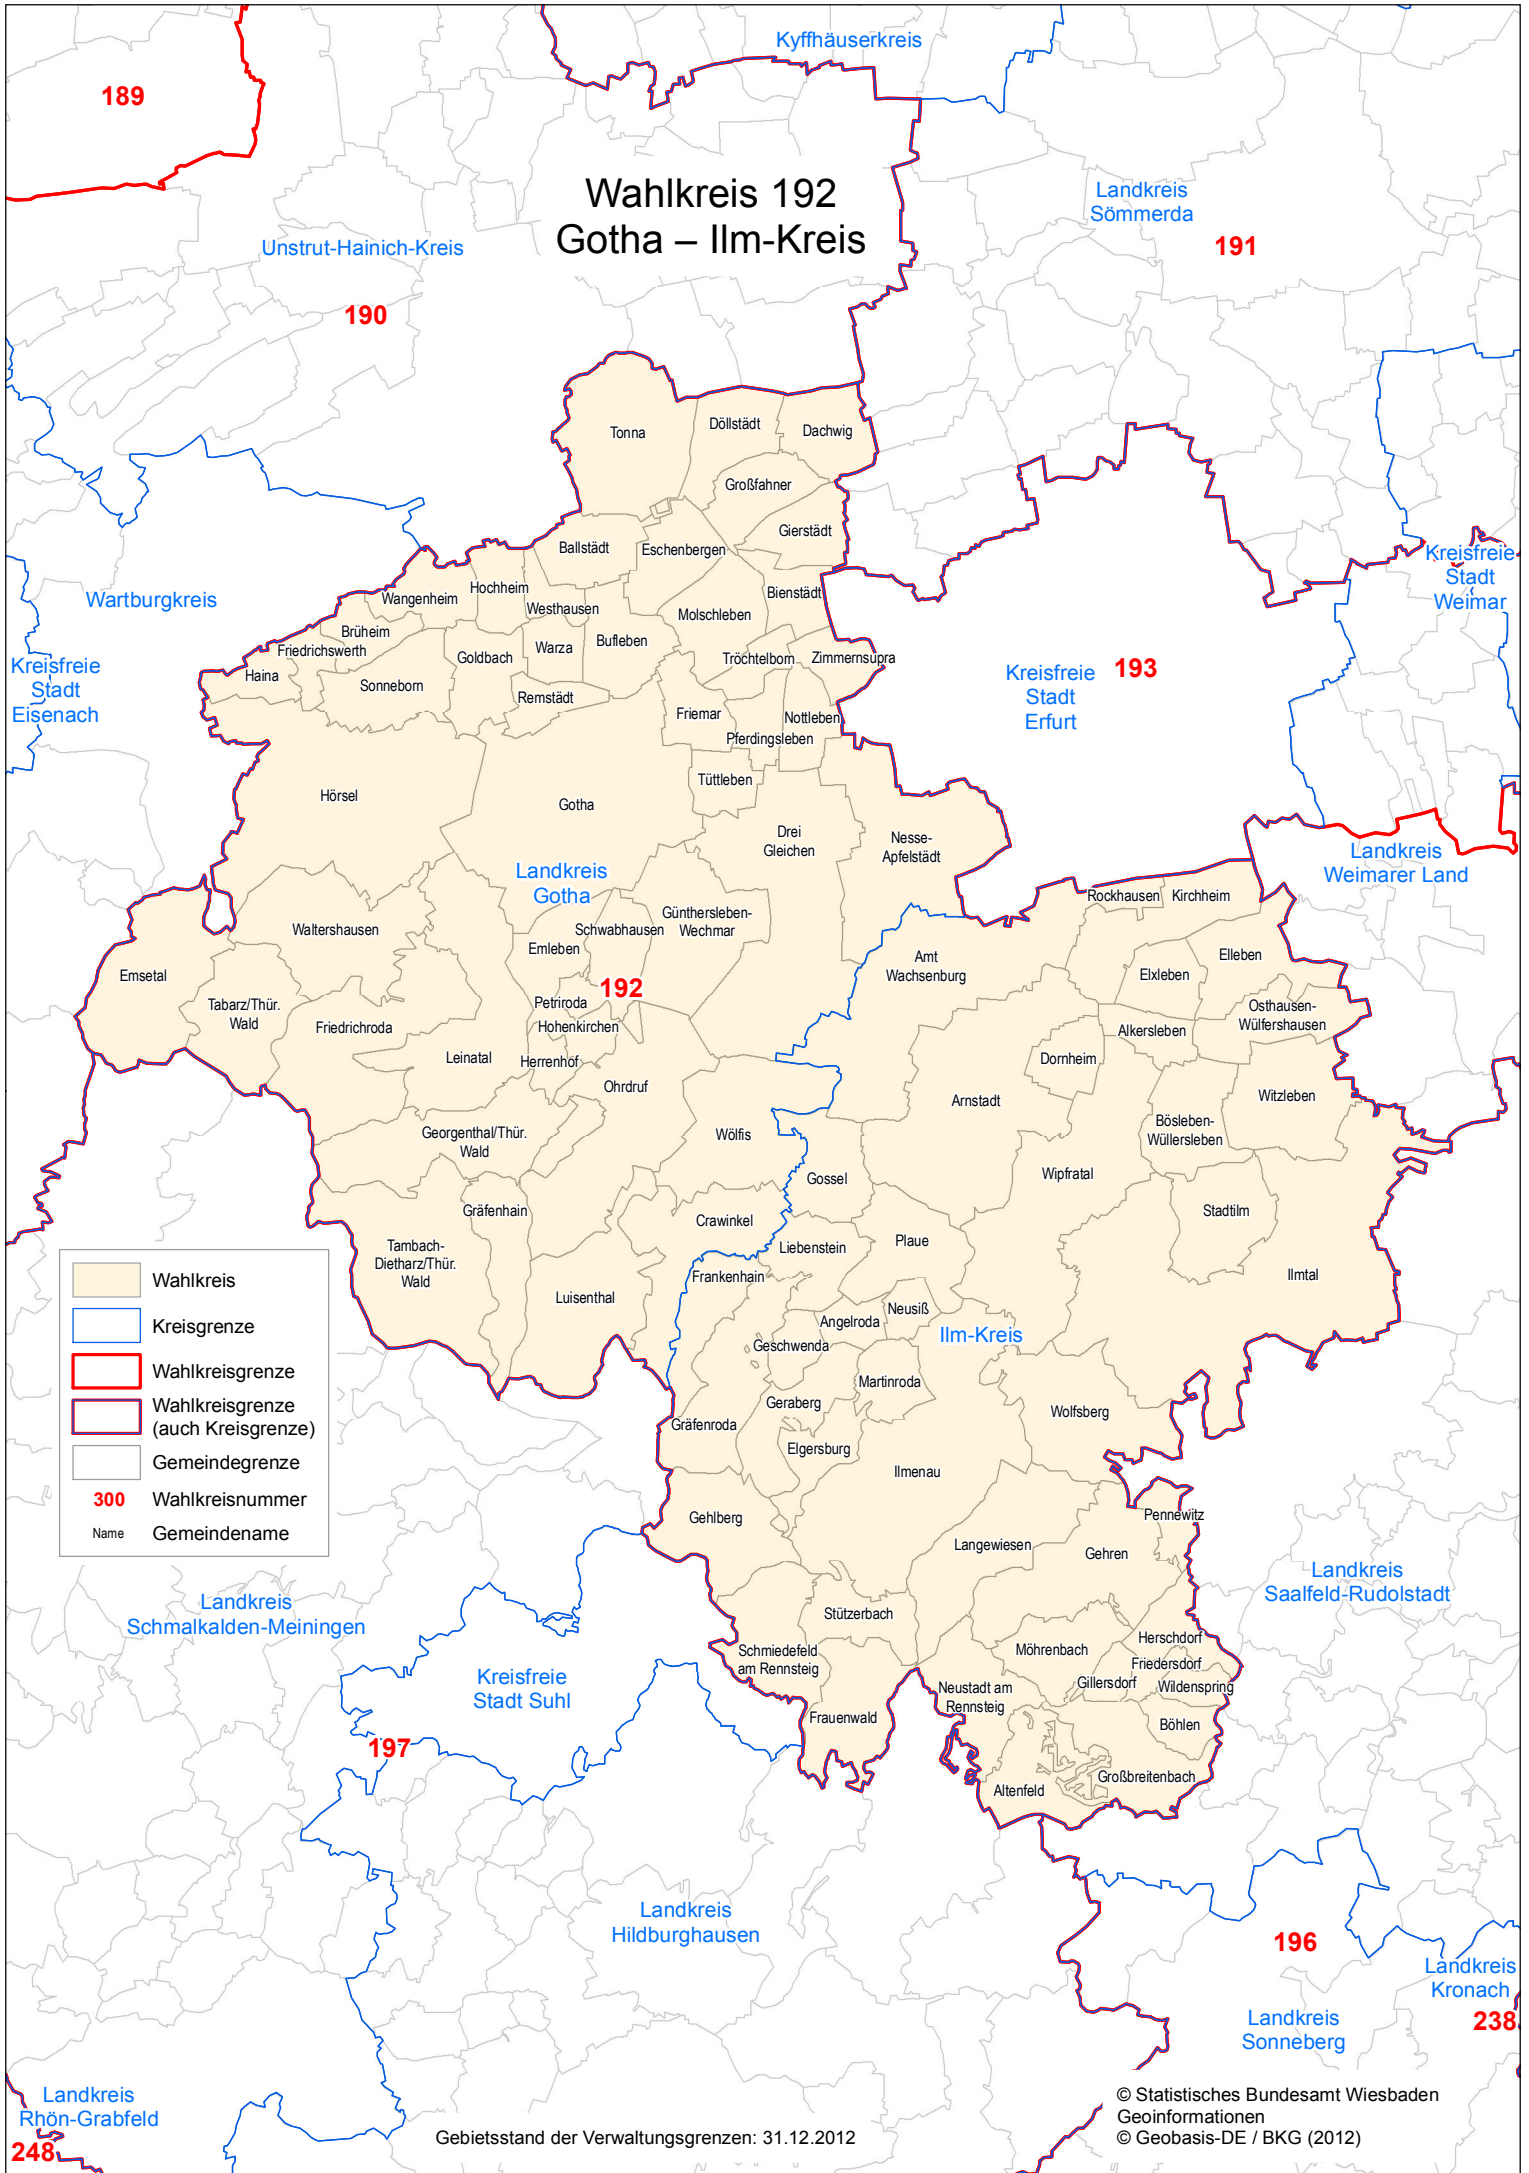 Kyffhäuserkreis
189
Wahlkreis 192
Gotha – Ilm-Kreis
Landkreis
Sömmerda
191
Unstrut-Hainich-Kreis
190
Tonna
Döllstädt
Dachwig
Großfahner
Gierstädt
Ballstädt
Eschenbergen
Kreisfreie
Stadt
Weimar
Wartburgkreis
Hochheim
Wangenheim
Westhausen
Bienstädt
Molschleben
Brüheim
Friedrichswerth
Bufleben
Warza
Goldbach
Tröchtelborn
Zimmernsupra
Haina
Sonneborn
Remstädt
Kreisfreie
Stadt
Eisenach
Kreisfreie
Stadt
Erfurt
193
Friemar
Nottleben
Pferdingsleben
Tüttleben
Hörsel
Gotha
Drei
Gleichen
Nesse-
Apfelstädt
Landkreis
Weimarer Land
Landkreis
Gotha
Rockhausen
Kirchheim
Waltershausen
Schwabhausen
Günthersleben-
Wechmar
Emleben
Amt
Wachsenburg
Elleben
Elxleben
Emsetal
192
Tabarz/Thür.
Wald
Petriroda
Osthausen-
Wülfershausen
Friedrichroda
Hohenkirchen
Alkersleben
Leinatal
Herrenhof
Dornheim
Ohrdruf
Arnstadt
Witzleben
Georgenthal/Thür.
Wald
Wölfis
Bösleben-
Wüllersleben
Gossel
Wipfratal
Gräfenhain
Crawinkel
Stadtilm
Tambach-
Dietharz/Thür.
Wald
Liebenstein
Plaue
Frankenhain
Ilmtal
Luisenthal
Neusiß
Angelroda
Ilm-Kreis
Geschwenda
Martinroda
Geraberg
Wolfsberg
Gräfenroda
Elgersburg
Ilmenau
Gehlberg
Pennewitz
Langewiesen
Gehren
Wahlkreis
Kreisgrenze
Wahlkreisgrenze
Wahlkreisgrenze
(auch Kreisgrenze)
Gemeindegrenze
300 Wahlkreisnummer
Name Gemeindename
Landkreis
Saalfeld-Rudolstadt
Landkreis
Schmalkalden-Meiningen
Stützerbach
Schmiedefeld
am Rennsteig
Möhrenbach
Herschdorf
Friedersdorf
Gillersdorf
Wildenspring
Kreisfreie
Stadt Suhl
Neustadt am
Rennsteig
Frauenwald
Böhlen
197
Großbreitenbach
Altenfeld
Landkreis
Hildburghausen
196
Landkreis
Kronach
238
Landkreis
Sonneberg
Landkreis
Rhön-Grabfeld
248
Gebietsstand der Verwaltungsgrenzen: 31.12.2012
© Statistisches Bundesamt Wiesbaden
Geoinformationen
© Geobasis-DE / BKG (2012)